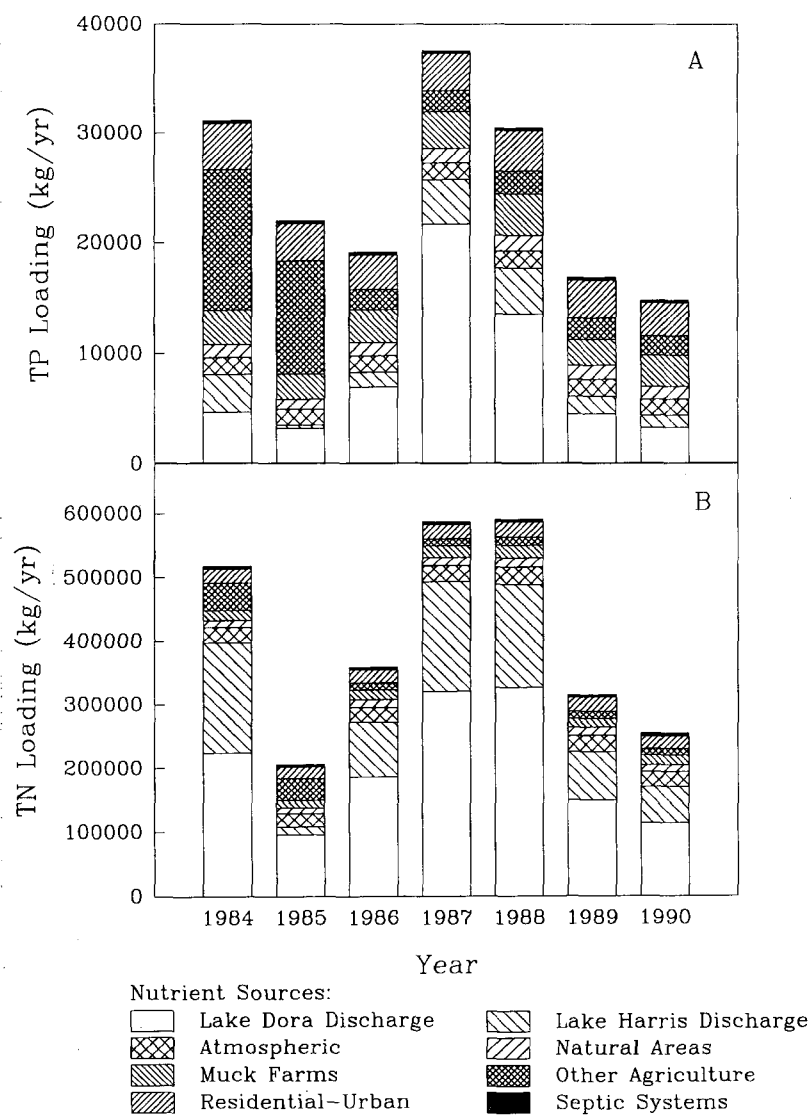 40000
A
30000
20000
10000
0
TP Loading (kg/yr)
B
600000
500000
400000
300000
200000
100000
0
TN Loading (kg/yr)
1984 1985 1986 1987 1988 1989 1990
Year
Nutrient Sources:
Lake Dora Discharge Lake Harris Discharge
Atmospheric Natural Areas
Muck Farms Other Agriculture
Residential-Urban Septic Systems